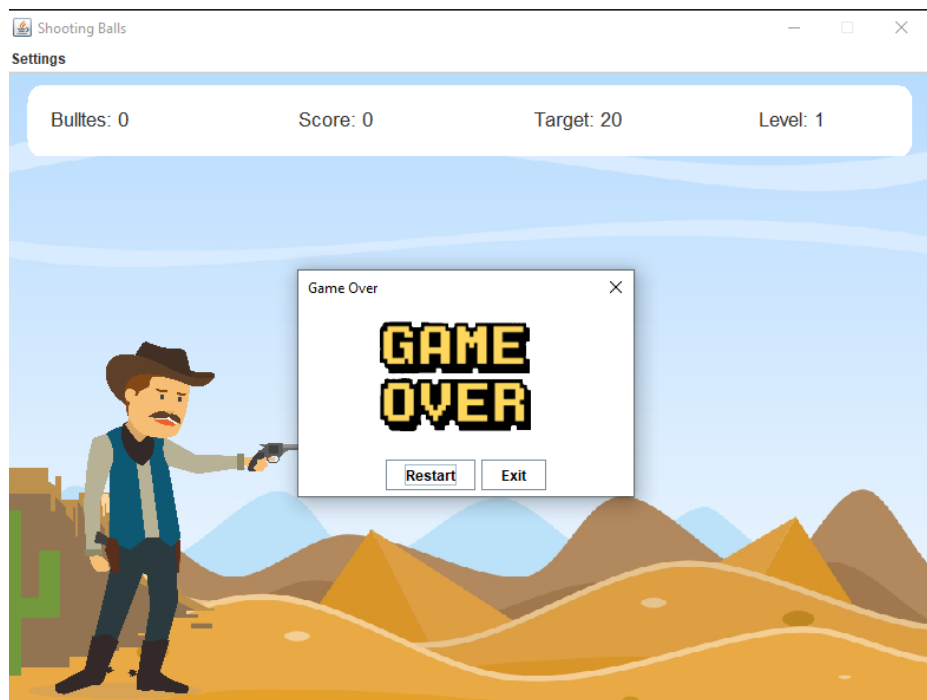 Shooting Balls
Settings
Bulltes: 0 Score: 0 Target: 20 Level: 1
Game Over
GAME
OVER
Restart Exit